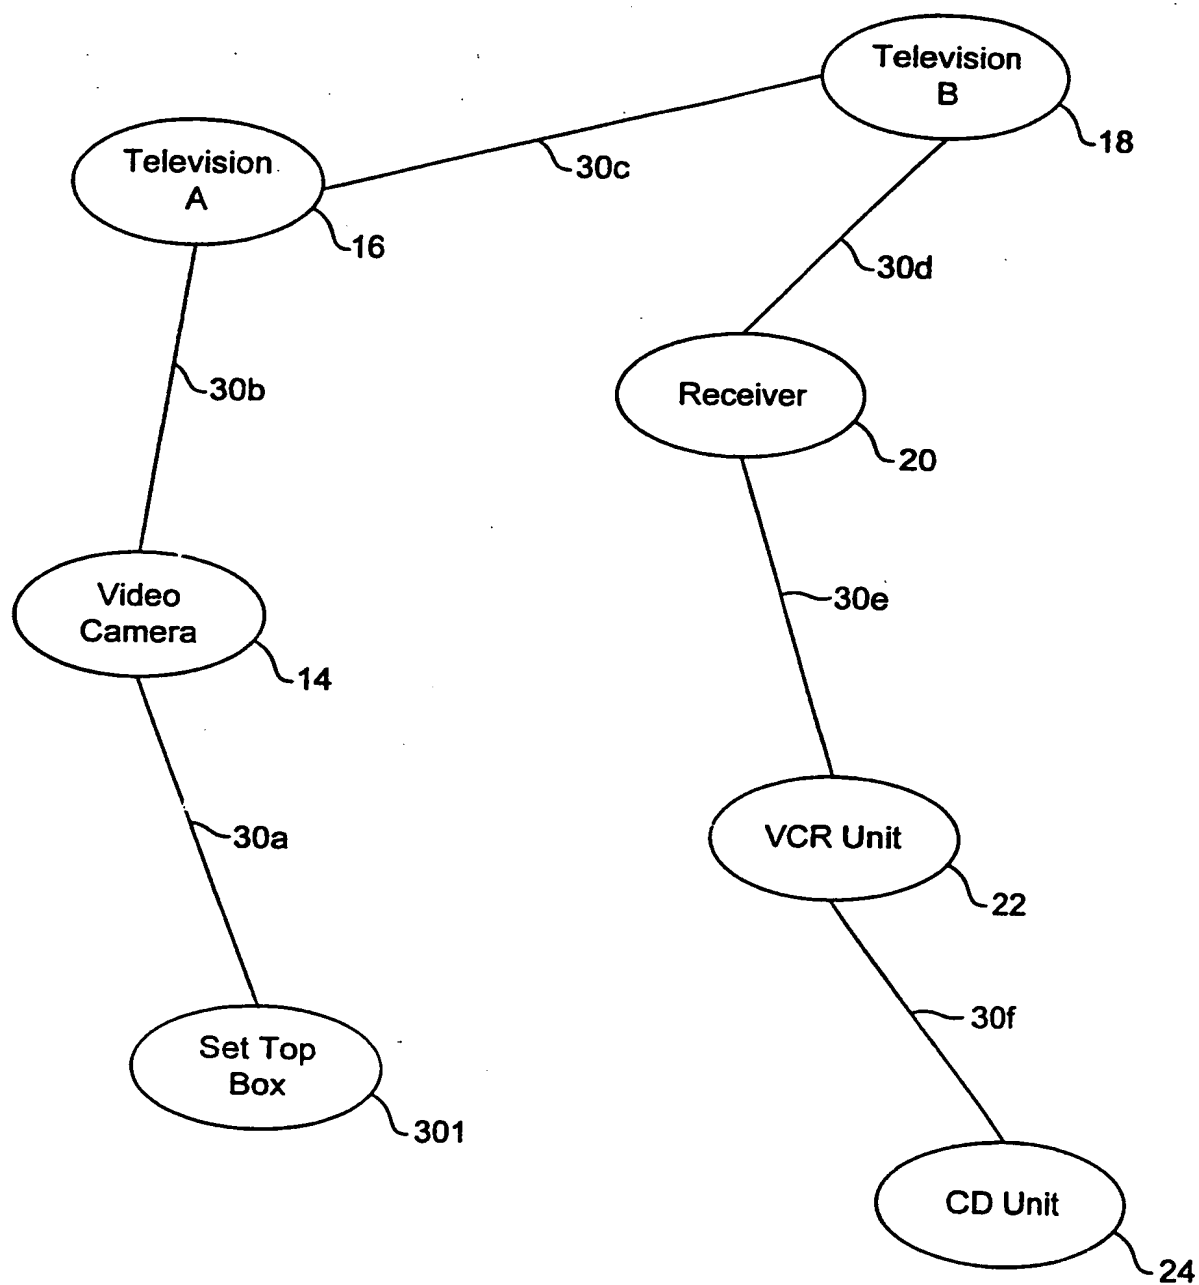 Television
B
18
Television
A
16
30c
30d
30b
Receiver
20
30e
Video
Camera
14
30a
VCR Unit
22
30f
Set Top
Box
301
CD Unit
24